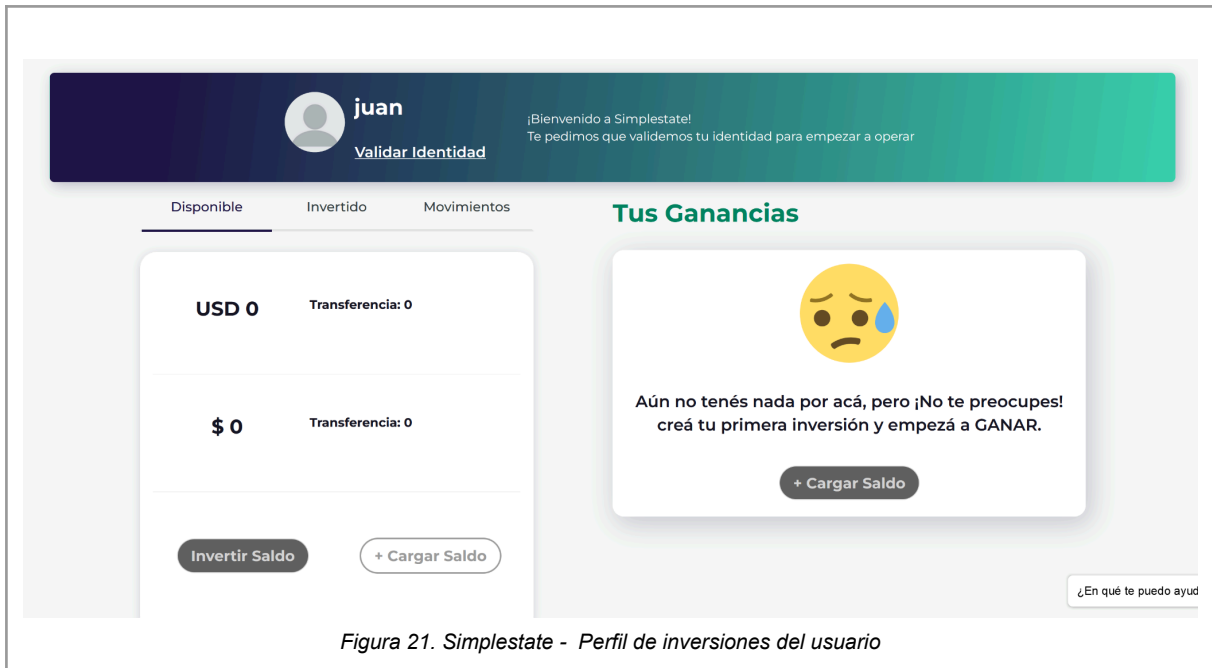 juan
Validar Identidad
¡Bienvenido a Simplestate!
Te pedimos que validemos tu identidad para empezar a operar
Disponible
Invertido
Movimientos
USD 0
Transferencia: 0
$ 0
Transferencia: 0
Invertir Saldo
+ Cargar Saldo
Tus Ganancias
Aún no tenés nada por acá, pero ¡No te preocupes!
creá tu primera inversión y empezá a GANAR.
+ Cargar Saldo
¿En qué te puedo ayud
Figura 21. Simplestate - Perfil de inversiones del usuario